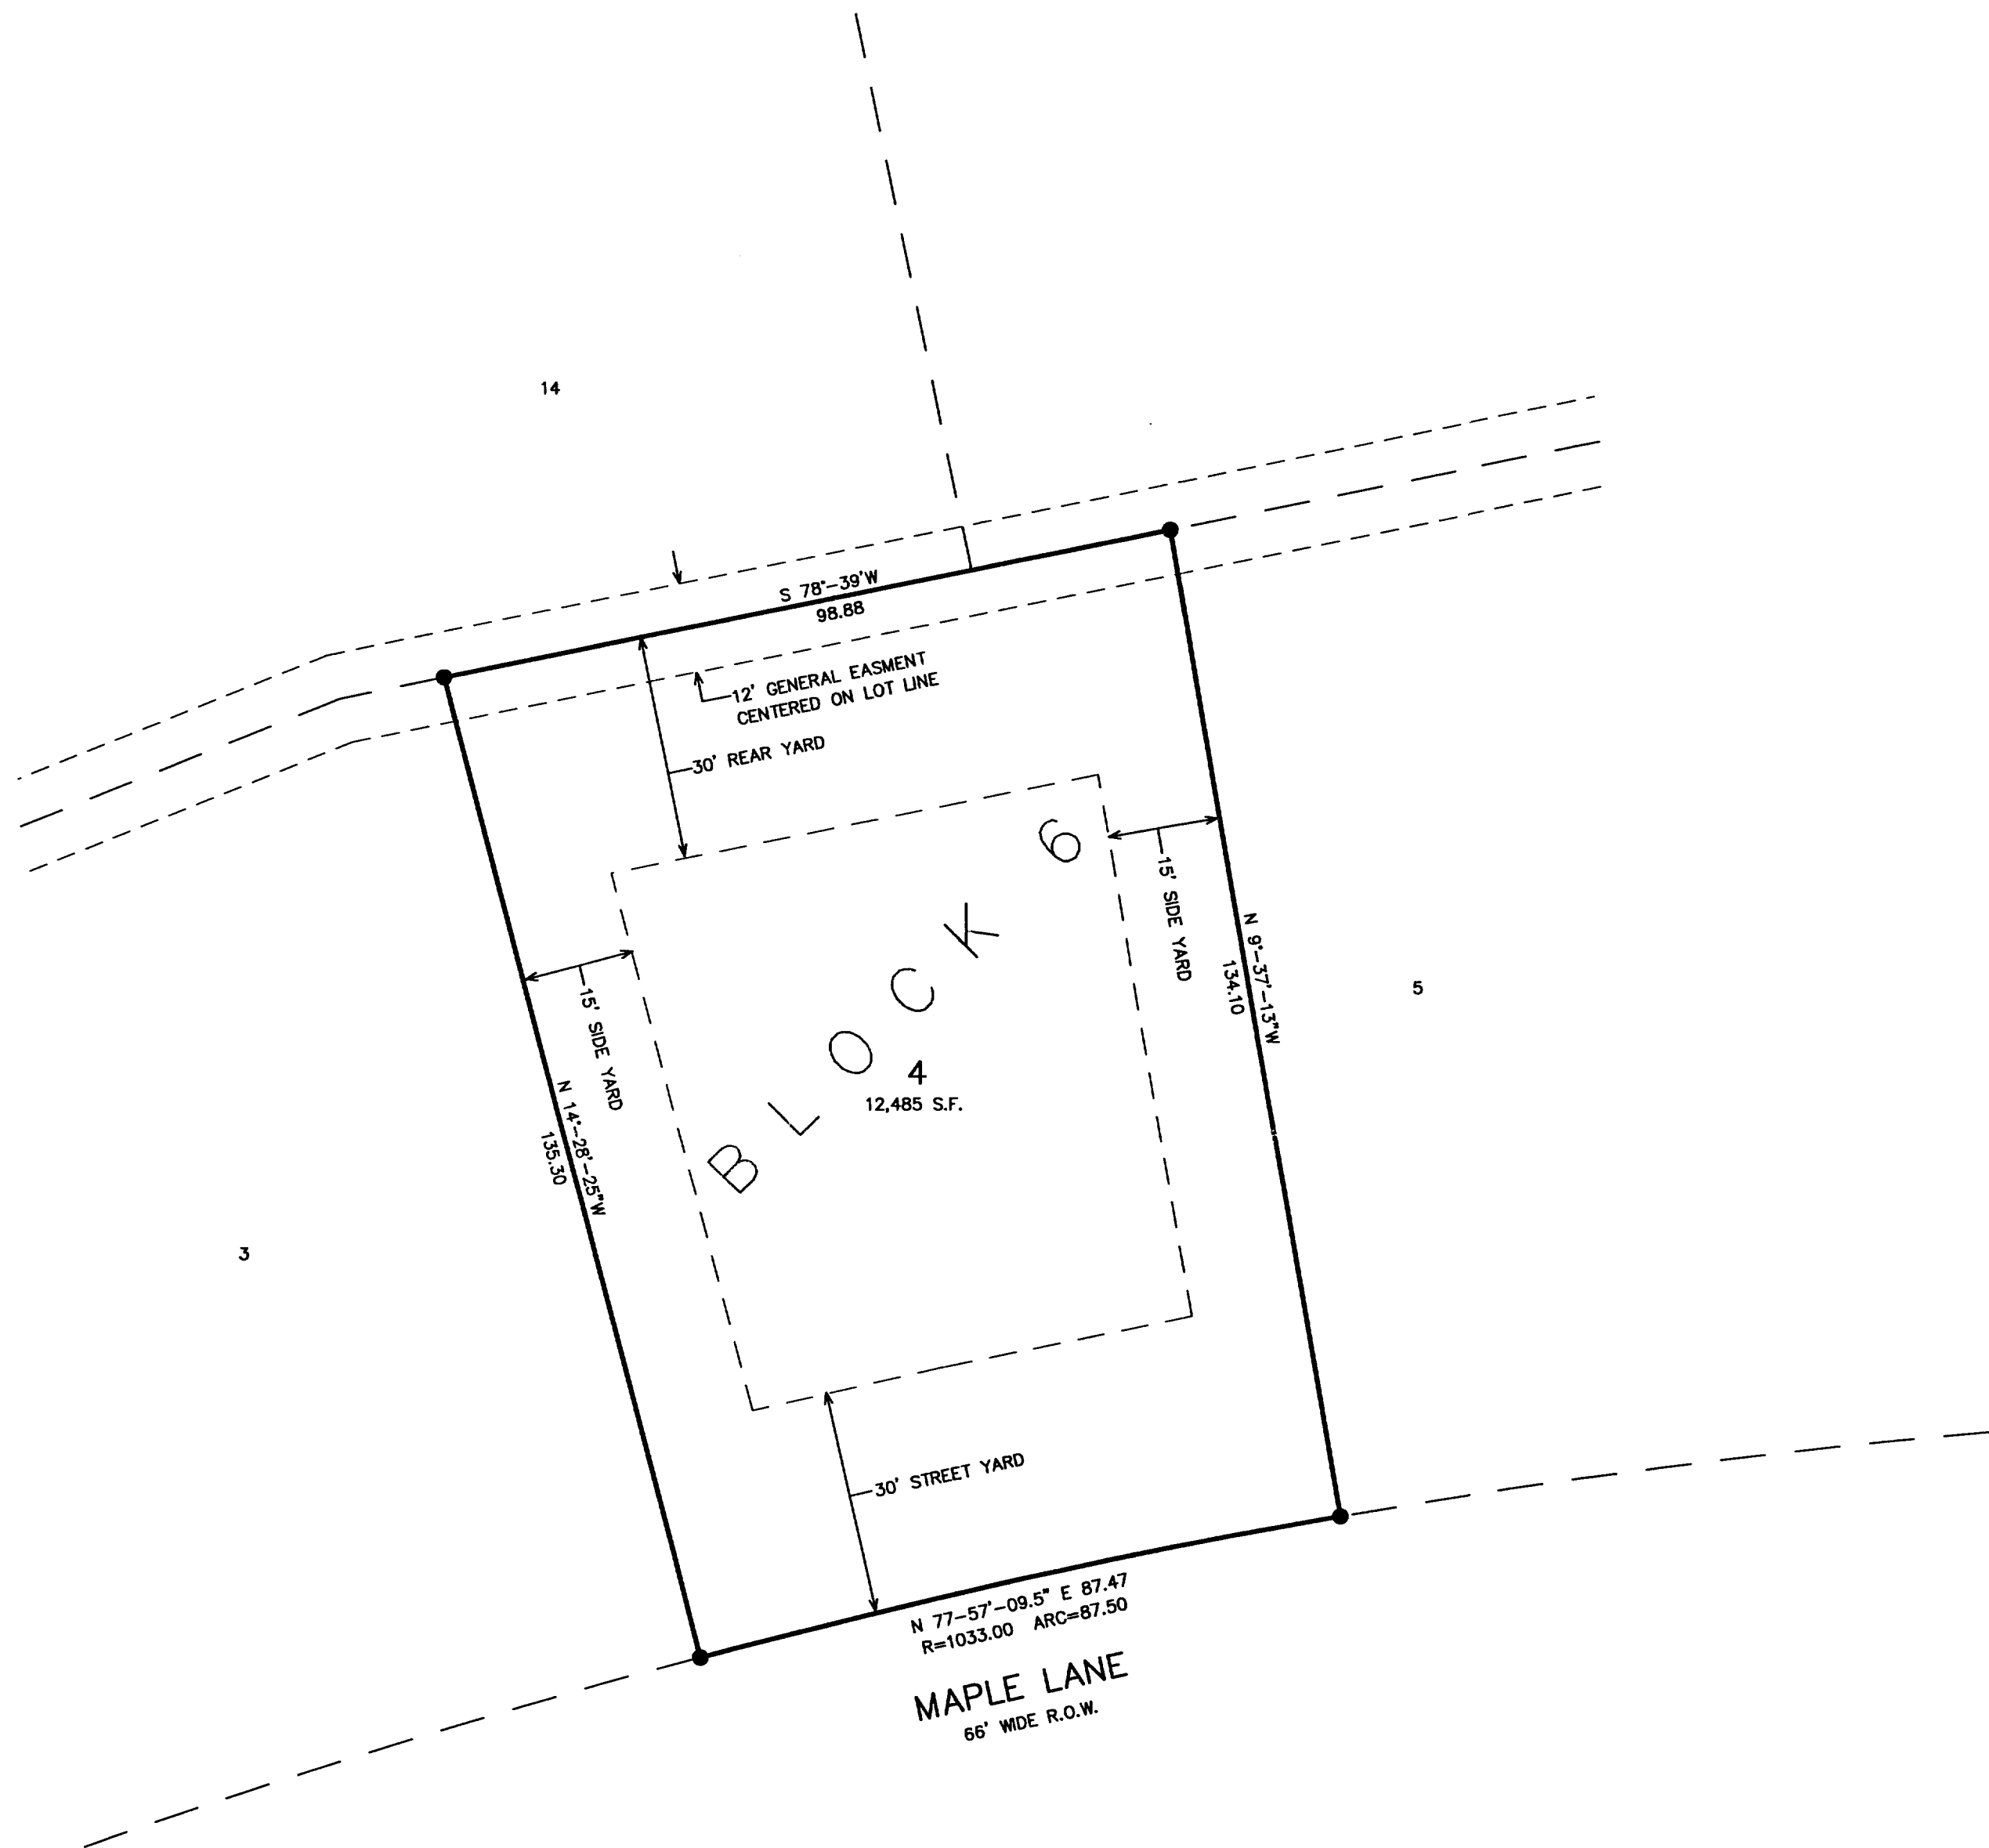 14
S 78°-39'W
98.88
12' GENERAL EASMENT
CENTERED ON LOT LINE
30' REAR YARD
15' SIDE YARD
N 9°-37'-13"W
134.10
5
BLOCK 6
4
12,485 S.F.
15' SIDE YARD
N 14°-28'-25"W
135.30
3
30' STREET YARD
N 77-57'-09.5" E 87.47
R=1033.00 ARC=87.50
MAPLE LANE
66' WIDE R.O.W.